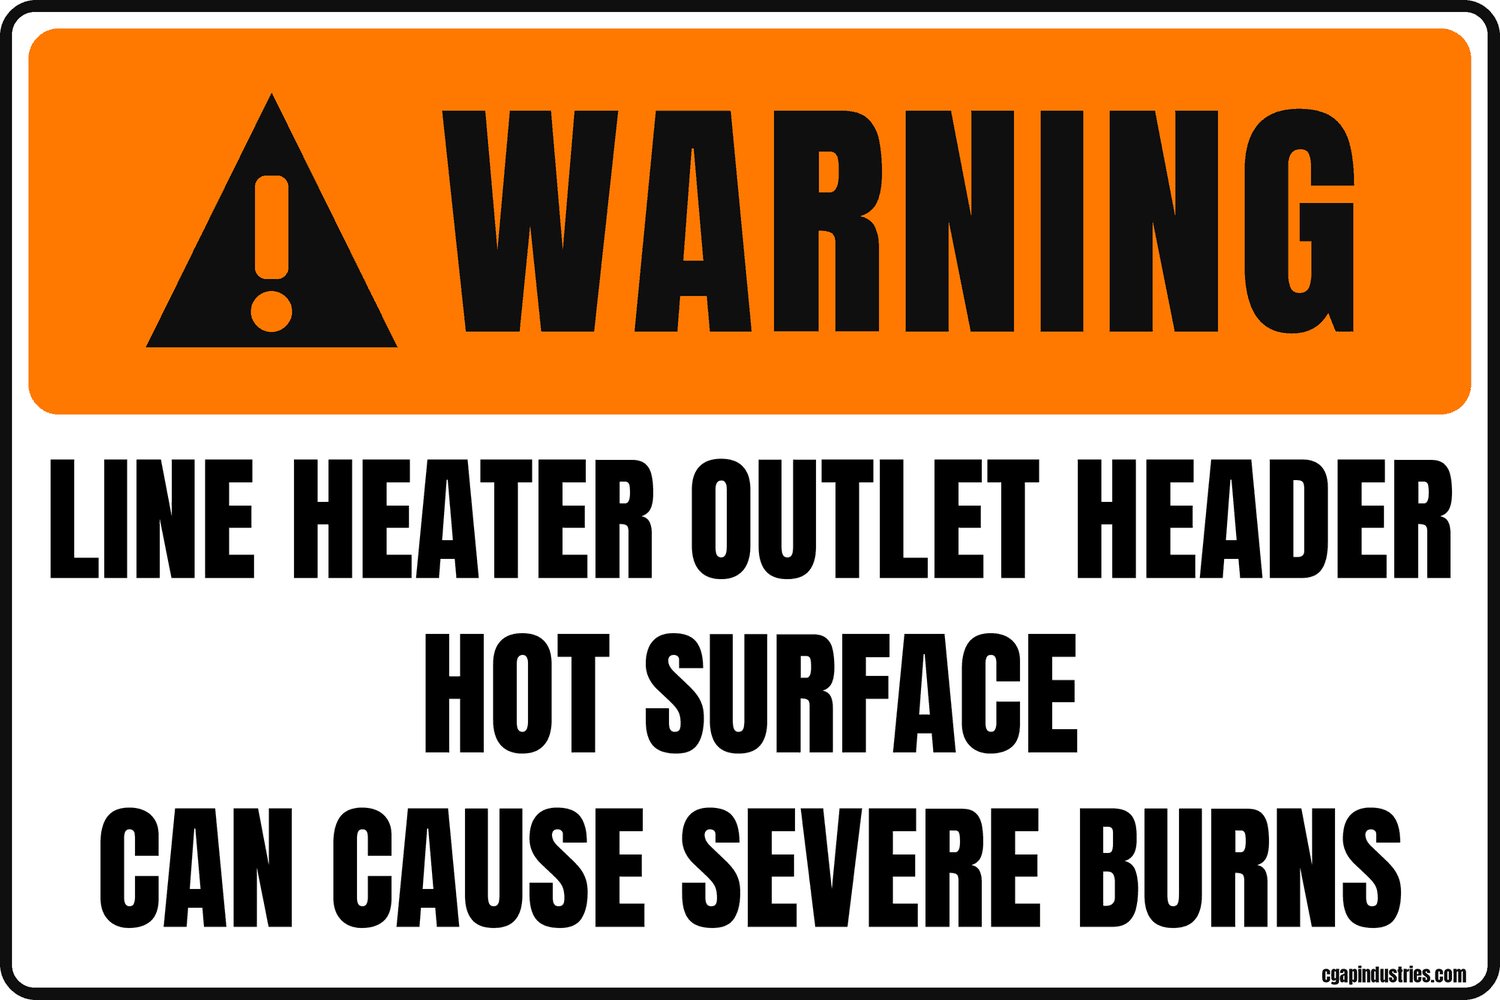 WARNING
LINE HEATER OUTLET HEADER
HOT SURFACE
CAN CAUSE SEVERE BURNS
cgapindustries.com